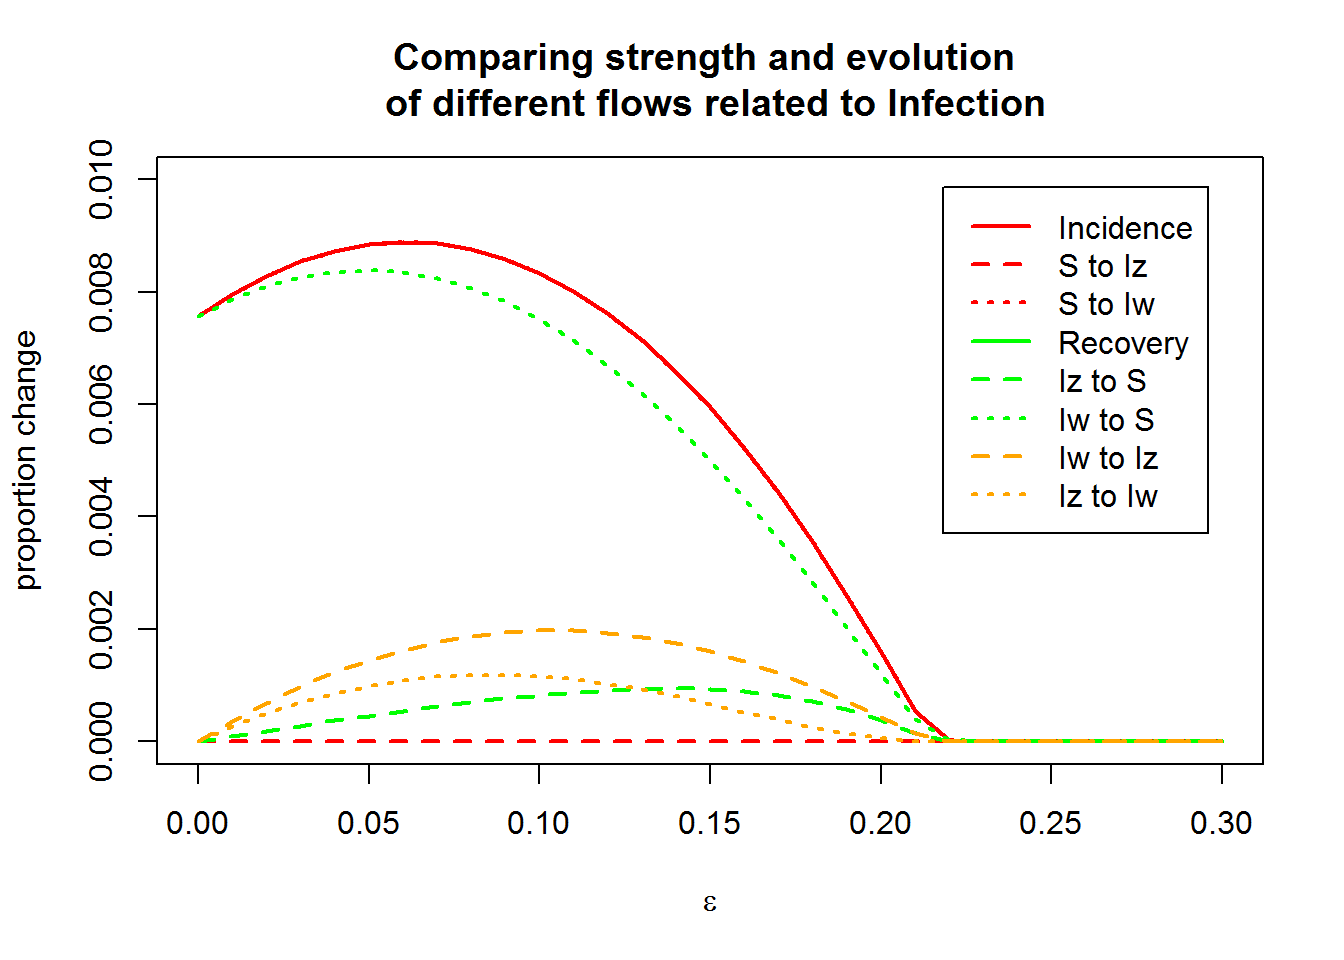 Comparing strength and evolution
of different flows related to Infection
proportion change
0.010
0.008
0.006
0.004
0.002
0.000
Incidence
S to Iz
S to Iw
Recovery
Iz to S
Iw to S
Iw to Iz
Iz to Iw
0.00 0.05 0.10 0.15 0.20 0.25 0.30
ε